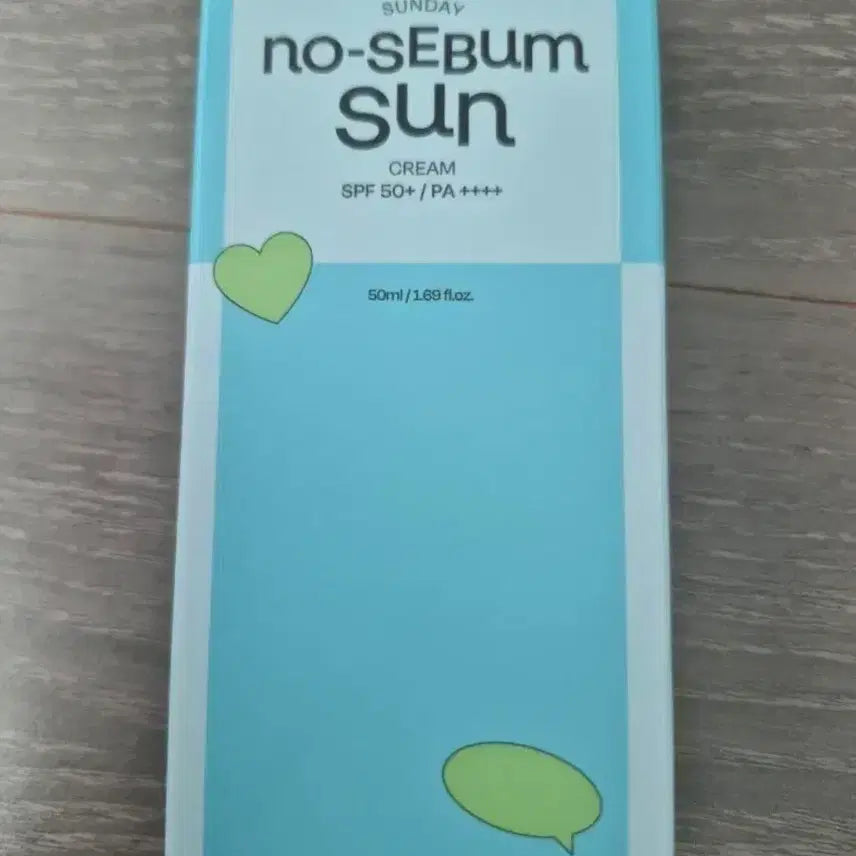 SUNDAY
no-SEBum
Sun
CREAM
SPF 50+ / PA ++++
50ml / 1.69 fl.oz.